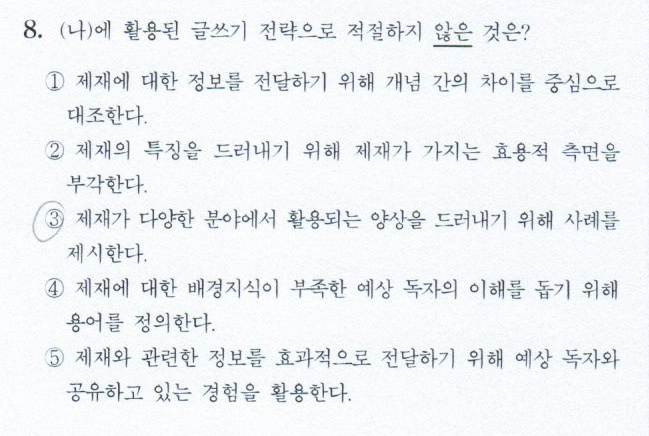 8. (나)에 활용된 글쓰기 전략으로 적절하지 않은 것은?
① 제재에 대한 정보를 전달하기 위해 개념 간의 차이를 중심으로
대조한다.
② 제재의 특징을 드러내기 위해 제재가 가지는 효용적 측면을
부각한다.
③ 제재가 다양한 분야에서 활용되는 양상을 드러내기 위해 사례를
제시한다.
④ 제재에 대한 배경지식이 부족한 예상 독자의 이해를 돕기 위해
용어를 정의한다.
⑤ 제재와 관련한 정보를 효과적으로 전달하기 위해 예상 독자와
공유하고 있는 경험을 활용한다.